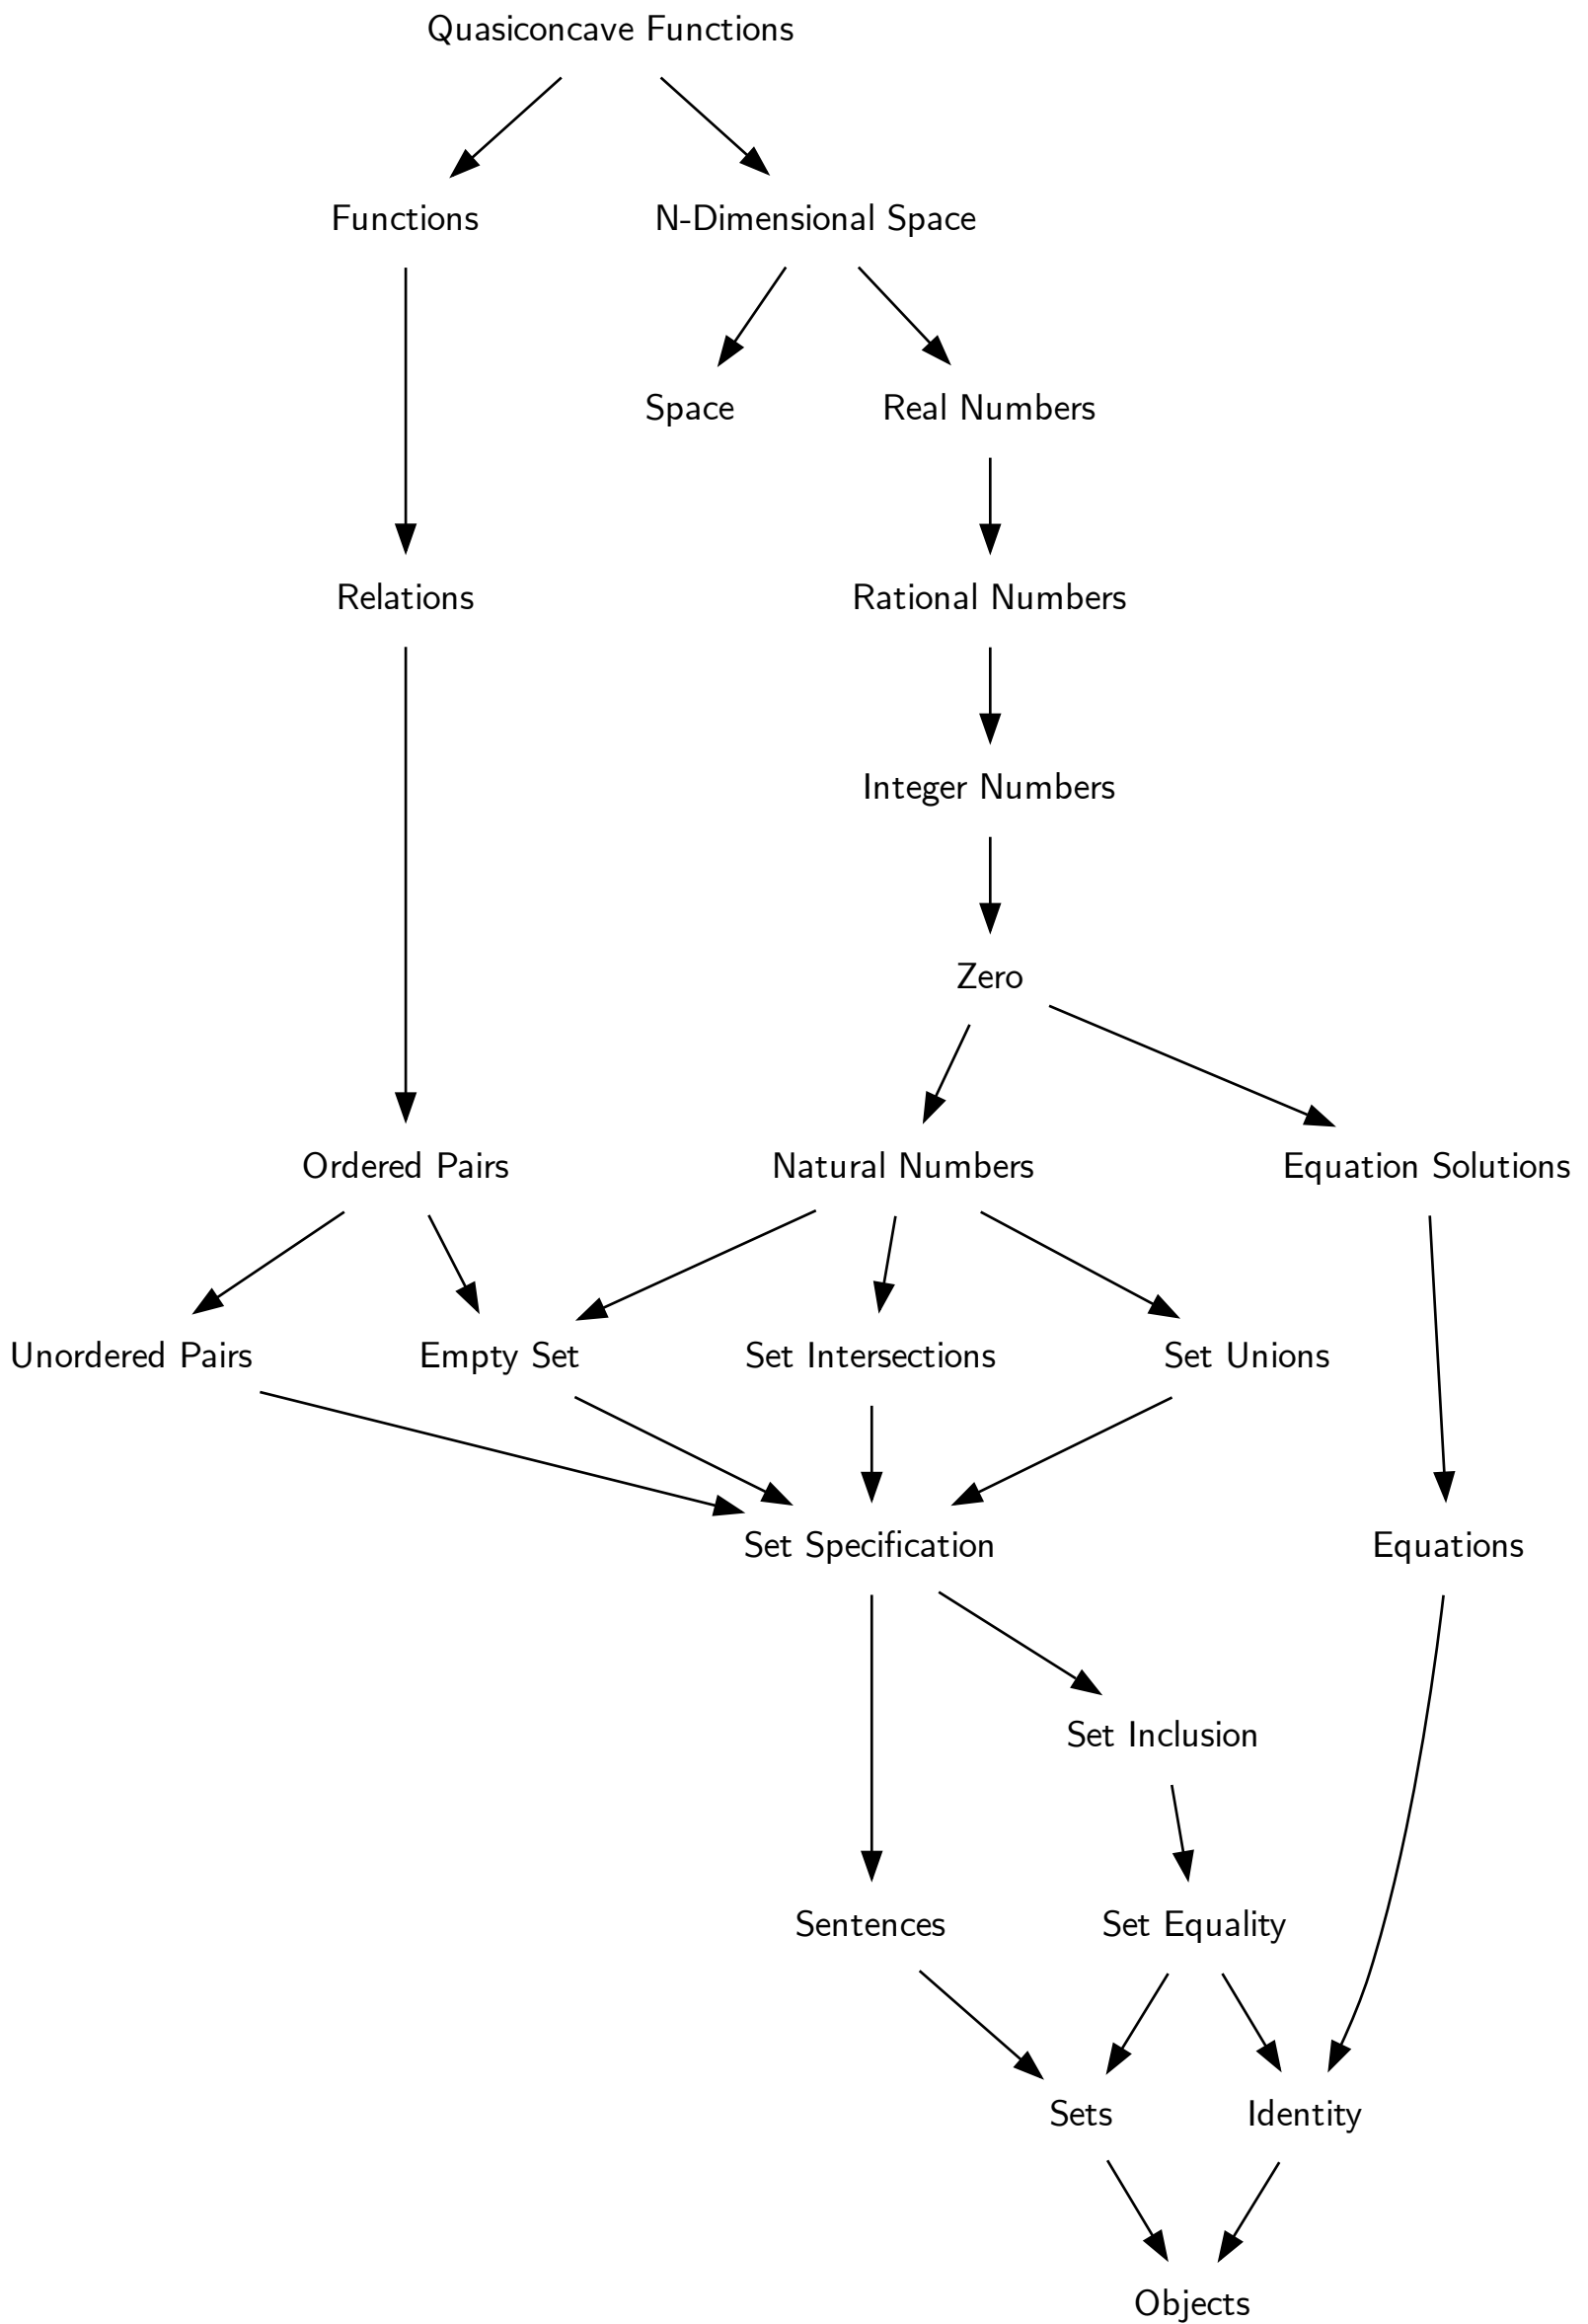 Quasiconcave Functions
Functions
N-Dimensional Space
Space
Real Numbers
Relations
Rational Numbers
Integer Numbers
Zero
Ordered Pairs
Natural Numbers
Equation Solutions
Unordered Pairs
Empty Set
Set Intersections
Set Unions
Set Specification
Equations
Set Inclusion
Sentences
Set Equality
Sets
Identity
Objects